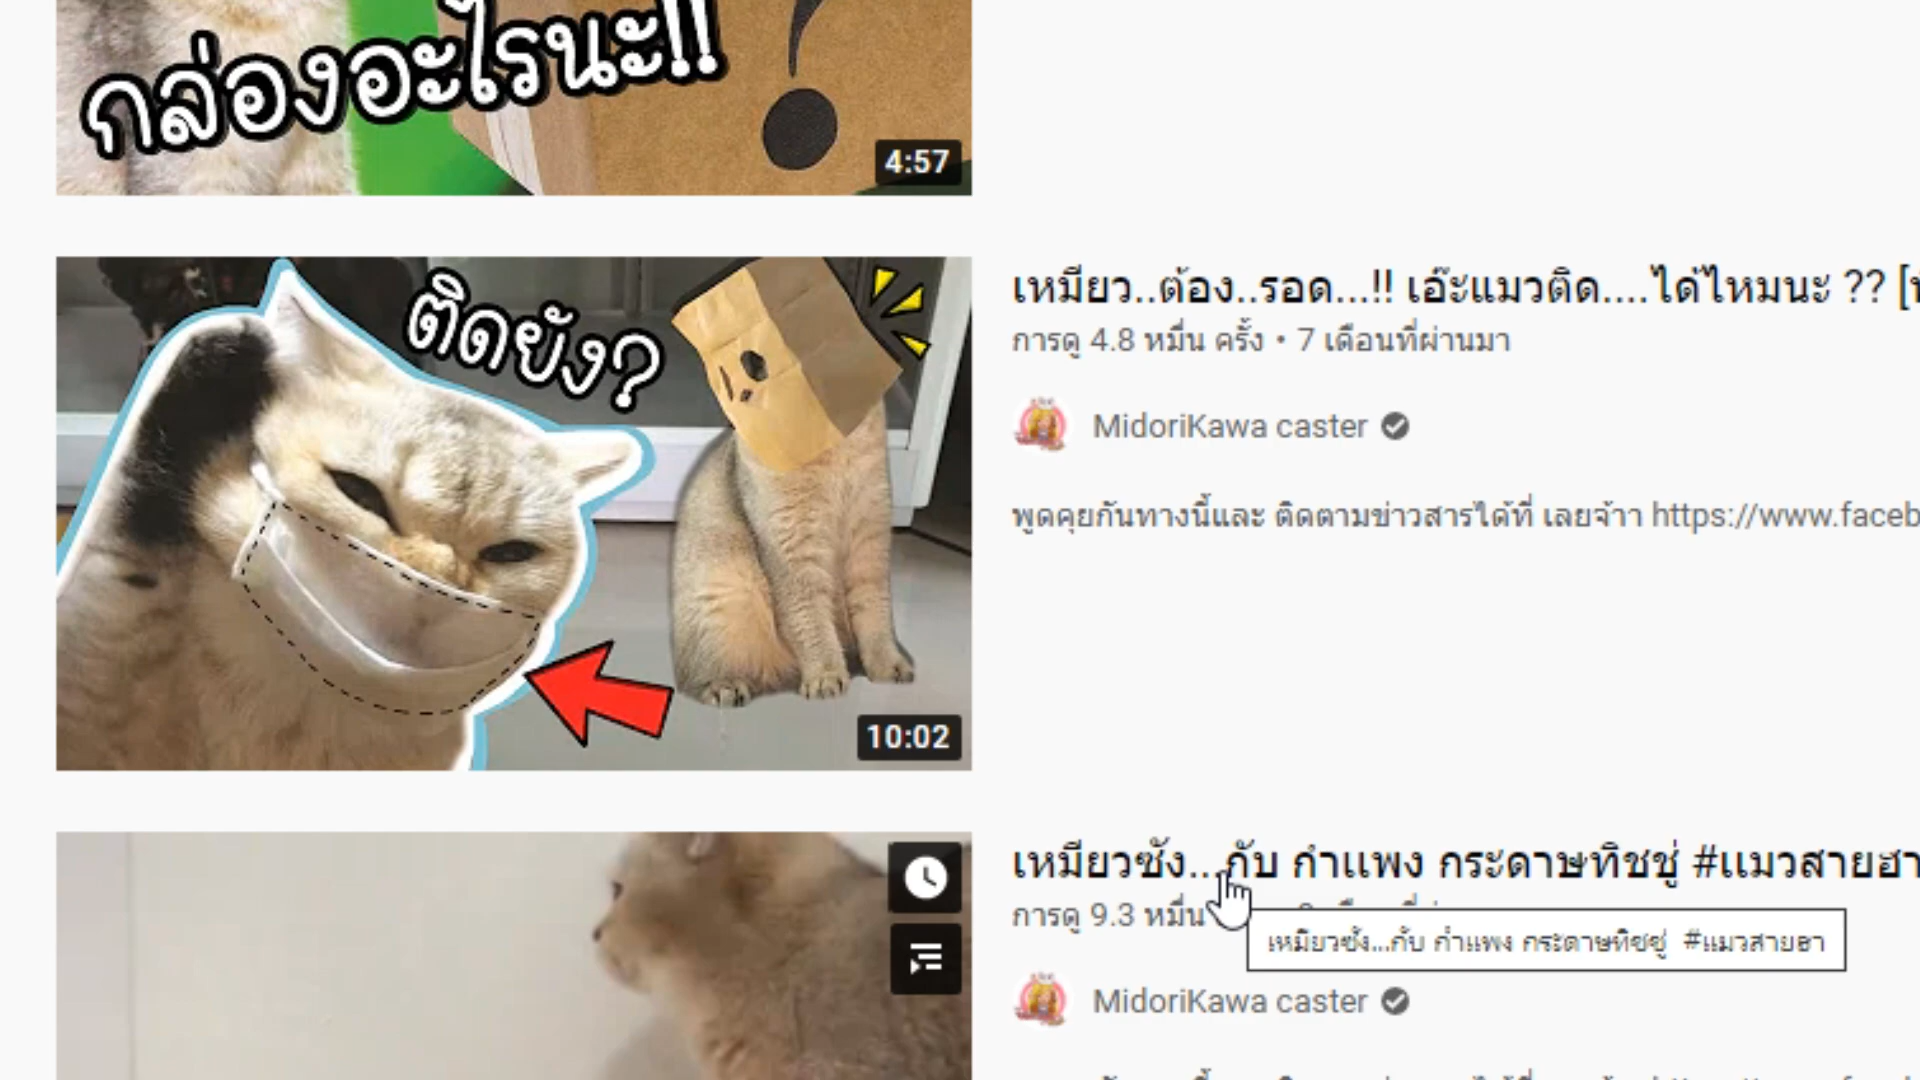 กล่องอะไรนะ!!
4:57
ติดยัง?
10:02
เหมียว..ต้อง..รอด...!! เอ๊ะแมวติด....ได้ไหมนะ ?? [
การดู 4.8 หมื่น ครั้ง • 7 เดือนที่ผ่านมา
MidoriKawa caster
พูดคุยกันทางนี้และ ติดตามข่าวสารได้ที่ เลยจ้าา https://www.faceb
เหมียวซัง...กับ กำแพง กระดาษทิชชู่ #แมวสายฮา
การดู 9.3 หมื่น
เหมียวซัง...กับ กำแพง กระดาษทิชชู่ #แมวสายฮา
MidoriKawa caster